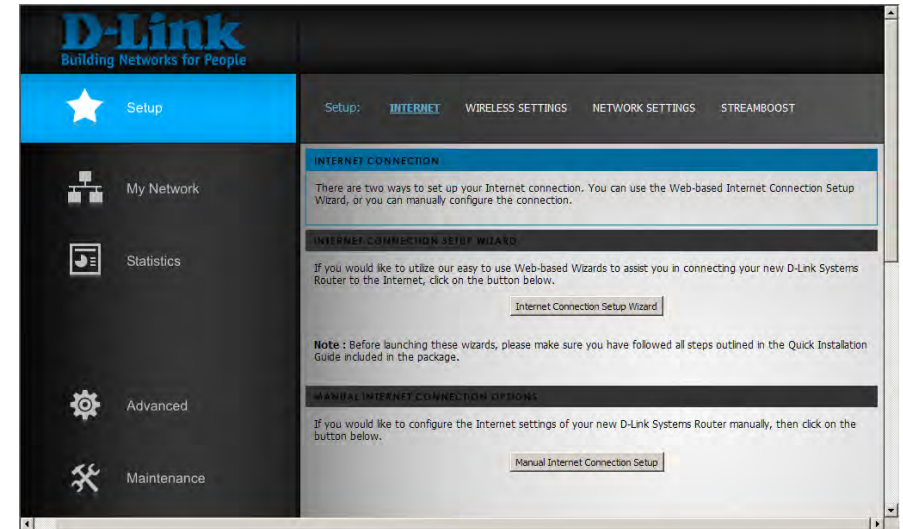 D-Link
Building Networks for People
Setup
Setup: INTERNET WIRELESS SETTINGS NETWORK SETTINGS STREAMBOOST
INTERNET CONNECTION
There are two ways to set up your Internet connection. You can use the Web-based Internet Connection Setup
Wizard, or you can manually configure the connection.
My Network
INTERNET CONNECTION SETUP WIZARD
Statistics
If you would like to utilize our easy to use Web-based Wizards to assist you in connecting your new D-Link Systems
Router to the Internet, click on the button below.
Internet Connection Setup Wizard
Note : Before launching these wizards, please make sure you have followed all steps outlined in the Quick Installation
Guide included in the package.
MANUAL INTERNET CONNECTION OPTIONS
Advanced
If you would like to configure the Internet settings of your new D-Link Systems Router manually, then click on the
button below.
Manual Internet Connection Setup
Maintenance